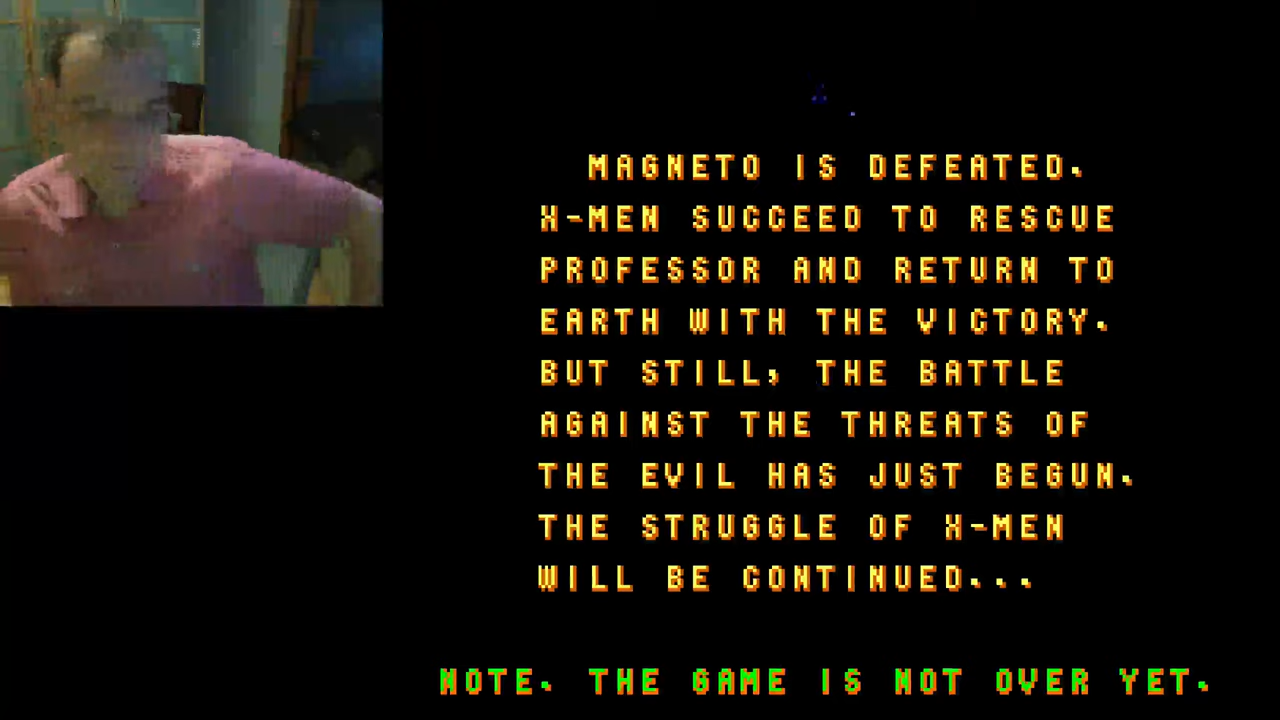 MAGNETO IS DEFEATED.
X-MEN SUCCEED TO RESCUE
PROFESSOR AND RETURN TO
EARTH WITH THE VICTORY.
BUT STILL, THE BATTLE
AGAINST THE THREATS OF
THE EVIL HAS JUST BEGUN.
THE STRUGGLE OF X-MEN
WILL BE CONTINUED...
NOTE. THE GAME IS NOT OVER YET.